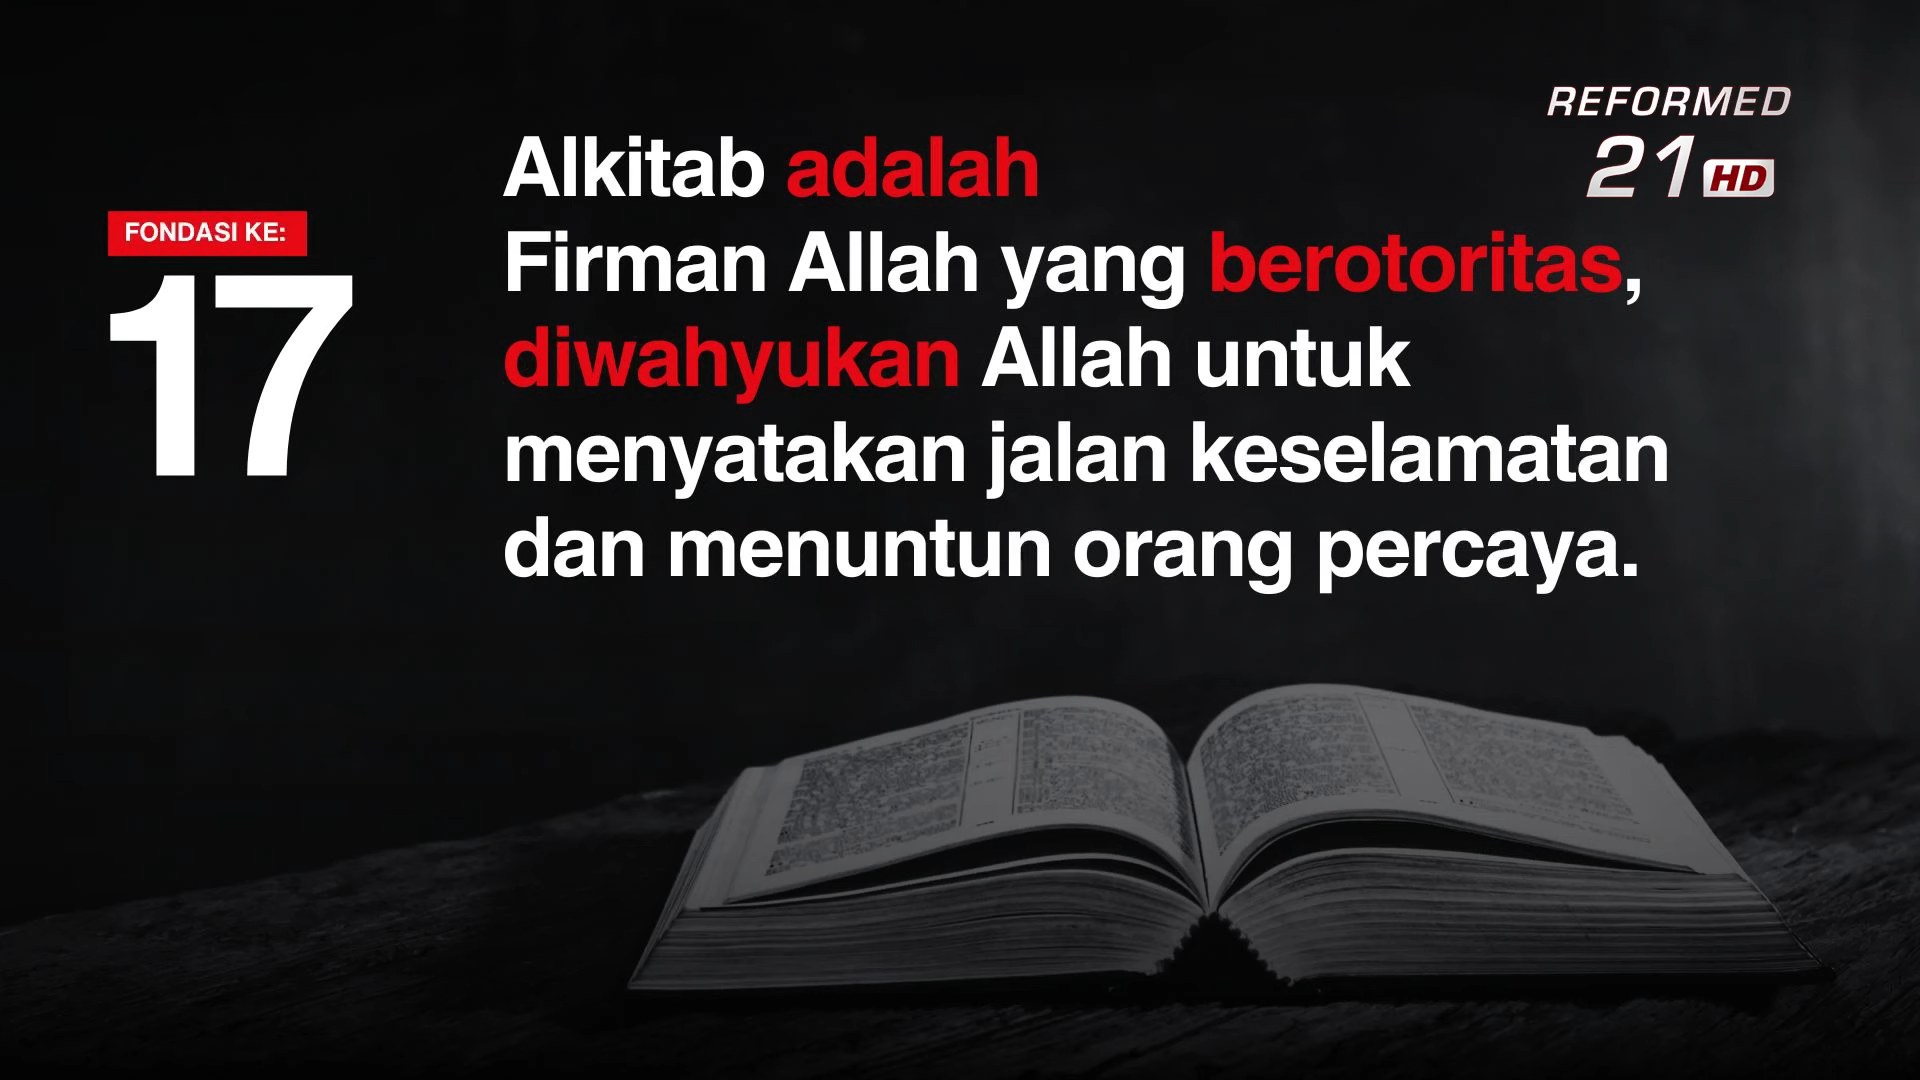 FONDASI KE:
17
Alkitab adalah
Firman Allah yang berotoritas,
diwahyukan Allah untuk
menyatakan jalan keselamatan
dan menuntun orang percaya.
REFORMED
21 HD